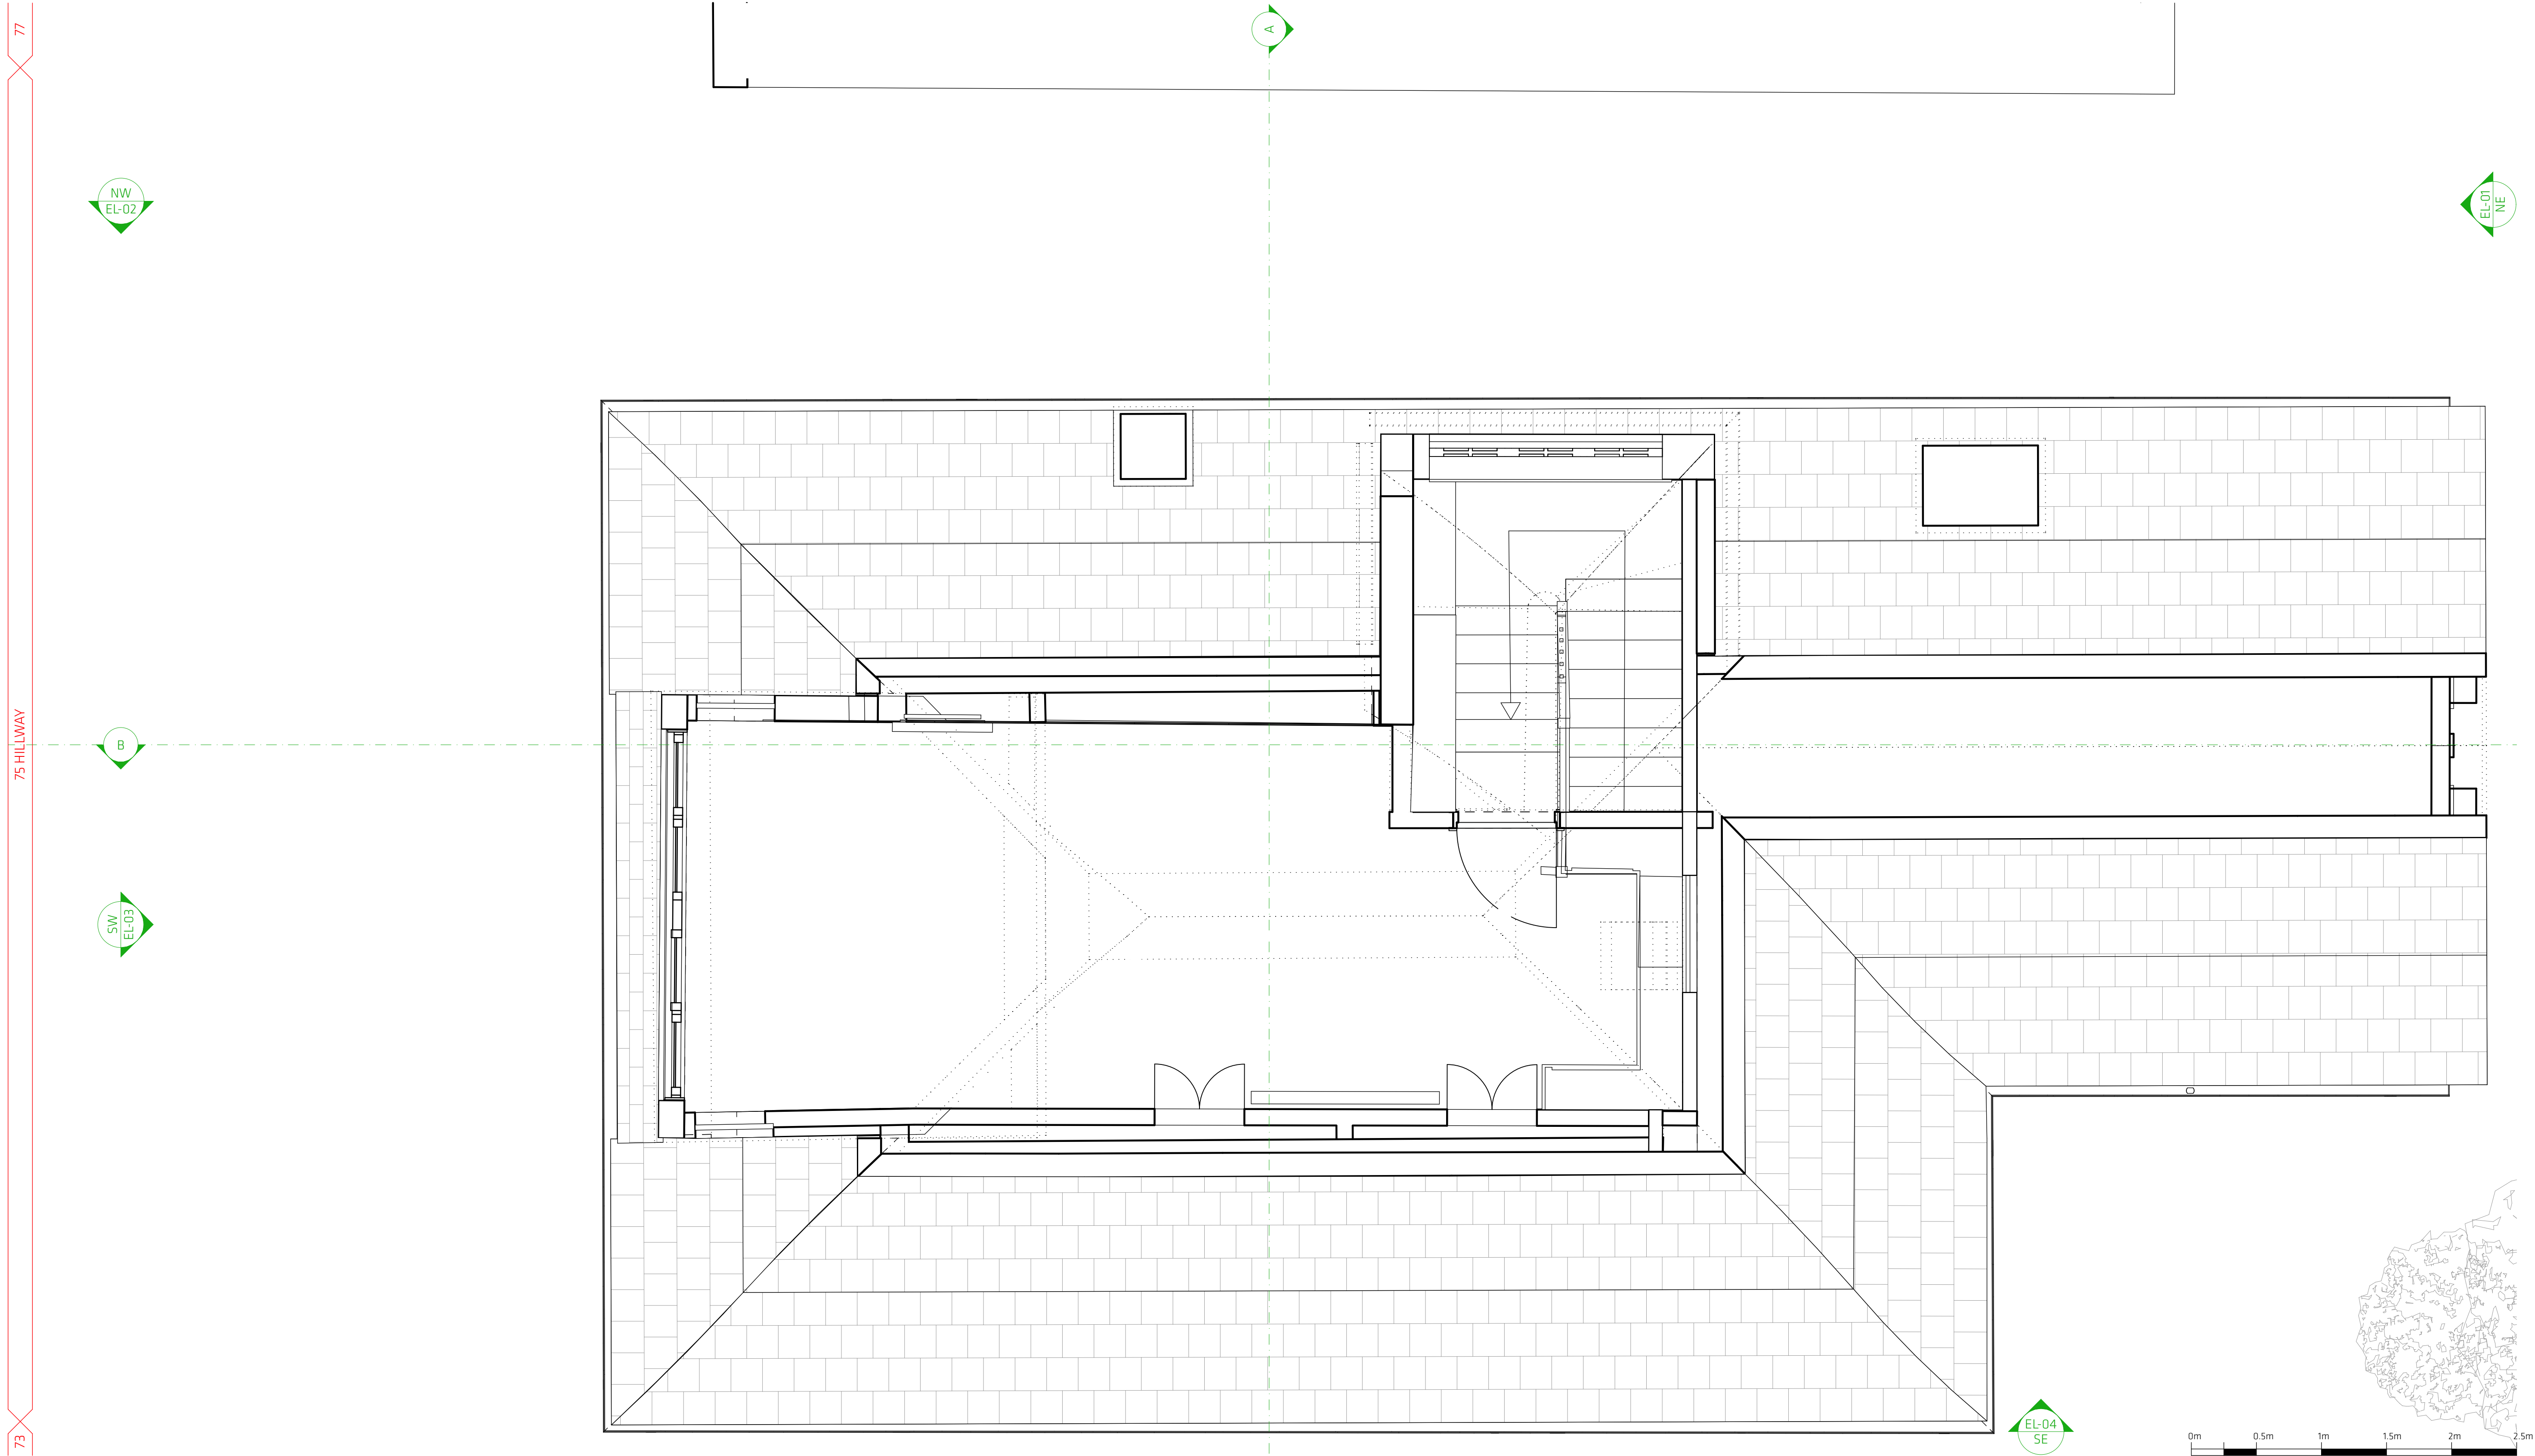 77
A
NW
EL-02
EL-01
NE
75 HILLWAY
B
SW
EL-03
EL-04
SE
73
0m 0.5m 1m 1.5m 2m 2.5m